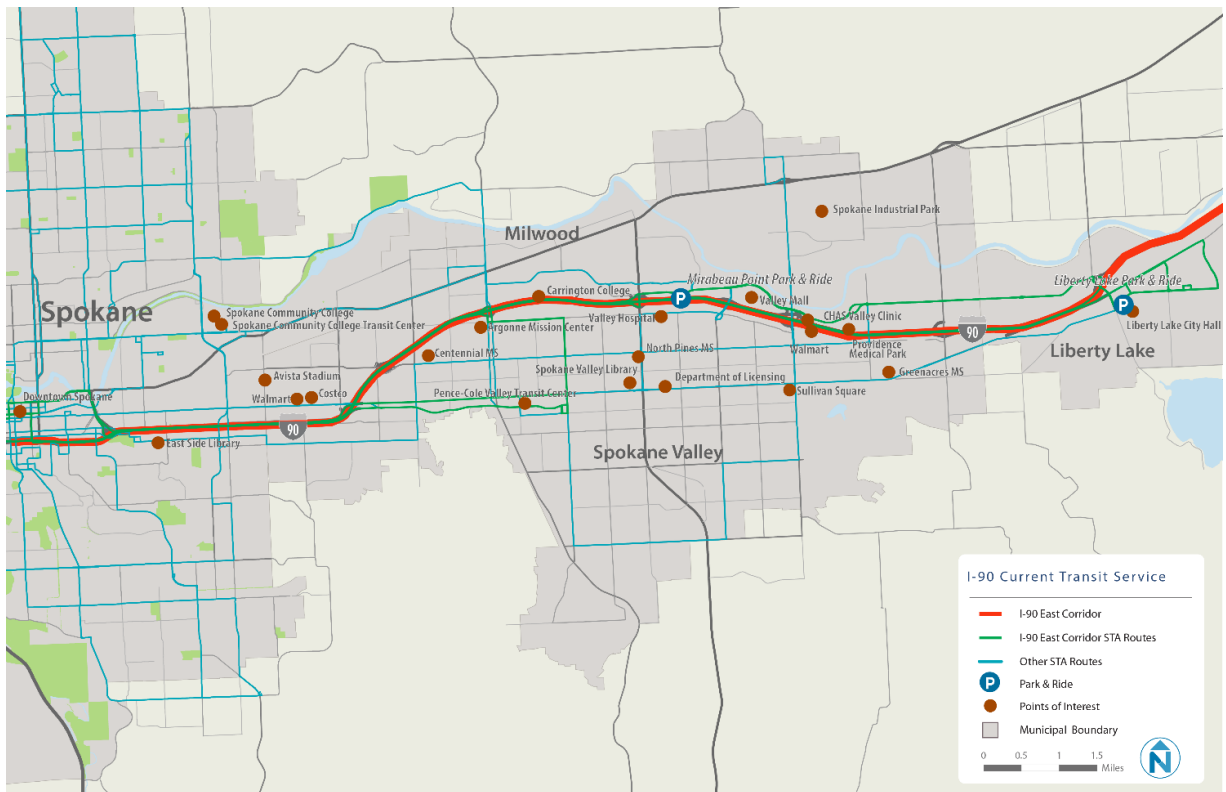 Spokane Industrial Park
Milwood
Mirabeau Point Park & Ride
Liberty Lake Park & Ride
Carrington College
Valley Mall
Spokane
Spokane Community College
Spokane Community College Transit Center
Valley Hospital
CHAS Valley Clinic
Argonne Mission Center
Liberty Lake City Hall
90
Walmart
Providence
Medical Park
North Pines MS
Centennial MS
Liberty Lake
Spokane Valley Library
Greenacres MS
Avista Stadium
Department of Licensing
Sullivan Square
Downtown Spokane
Walmart
Costco
Pence-Cole Valley Transit Center
90
East Side Library
Spokane Valley
P
P
I-90 Current Transit Service
I-90 East Corridor
I-90 East Corridor STA Routes
Other STA Routes
P
Park & Ride
Points of Interest
Municipal Boundary
0 0.5 1 1.5
Miles
N